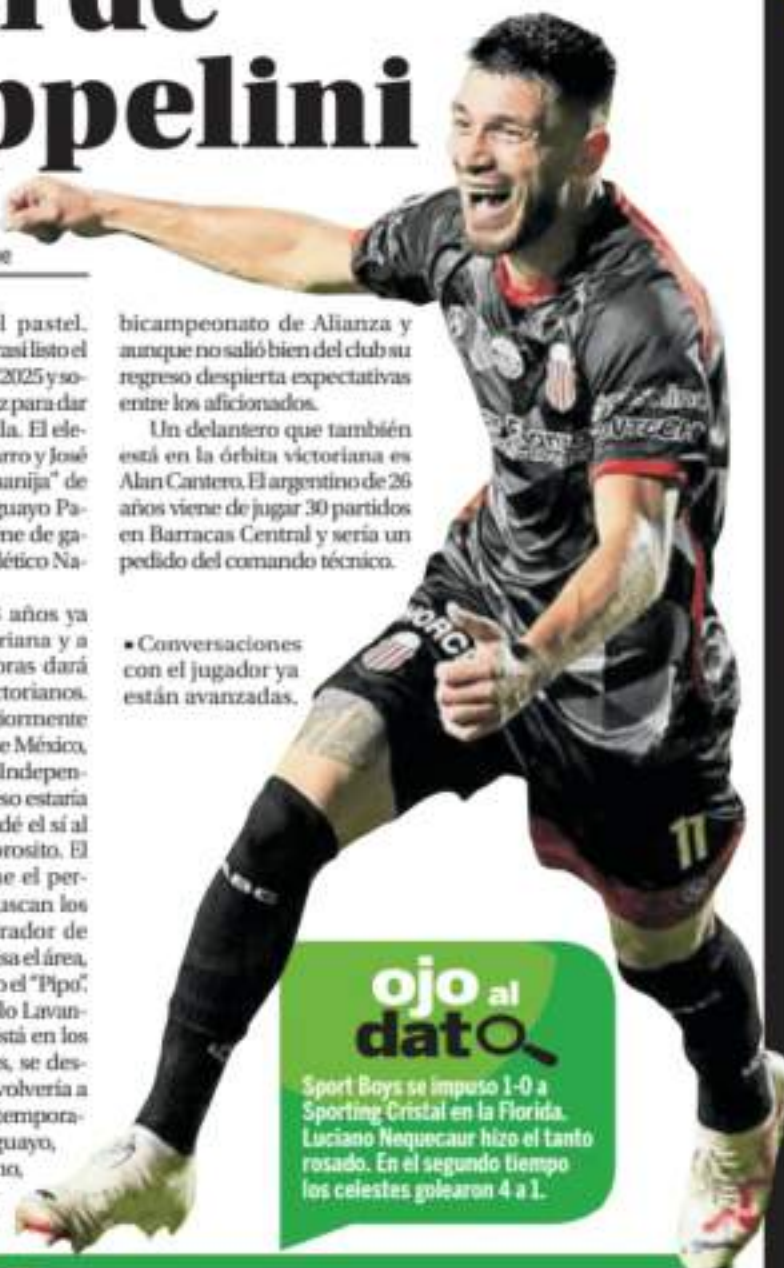 ppelini
l pastel.
rasi listo el
2025 y so-
z para dar
la. El ele-
arro y José
anija" de
guayo Pa-
me de ga-
lético Na-
años ya
riana y a
oras dará
ctorianos.
iormente
e México,
Indepen-
so estaría
dé el sí al
orosito. El
e el per-
uscan los
rador de
sa el área,
o el "Pipo".
lo Lavan-
stá en los
s, se des-
volvería a
tempora-
guayo,
no,
bicampeonato de Alianza y
aunque no salió bien del club su
regreso despierta expectativas
entre los aficionados.
Un delantero que también
está en la órbita victoriana es
Alan Cantero. El argentino de 26
años viene de jugar 30 partidos
en Barracas Central y sería un
pedido del comando técnico.
▪ Conversaciones
con el jugador ya
están avanzadas.
11
ojo al
dato
Sport Boys se impuso 1-0 a
Sporting Cristal en la Florida.
Luciano Nequecaur hizo el tanto
rosado. En el segundo tiempo
los celestes golearon 4 a 1.